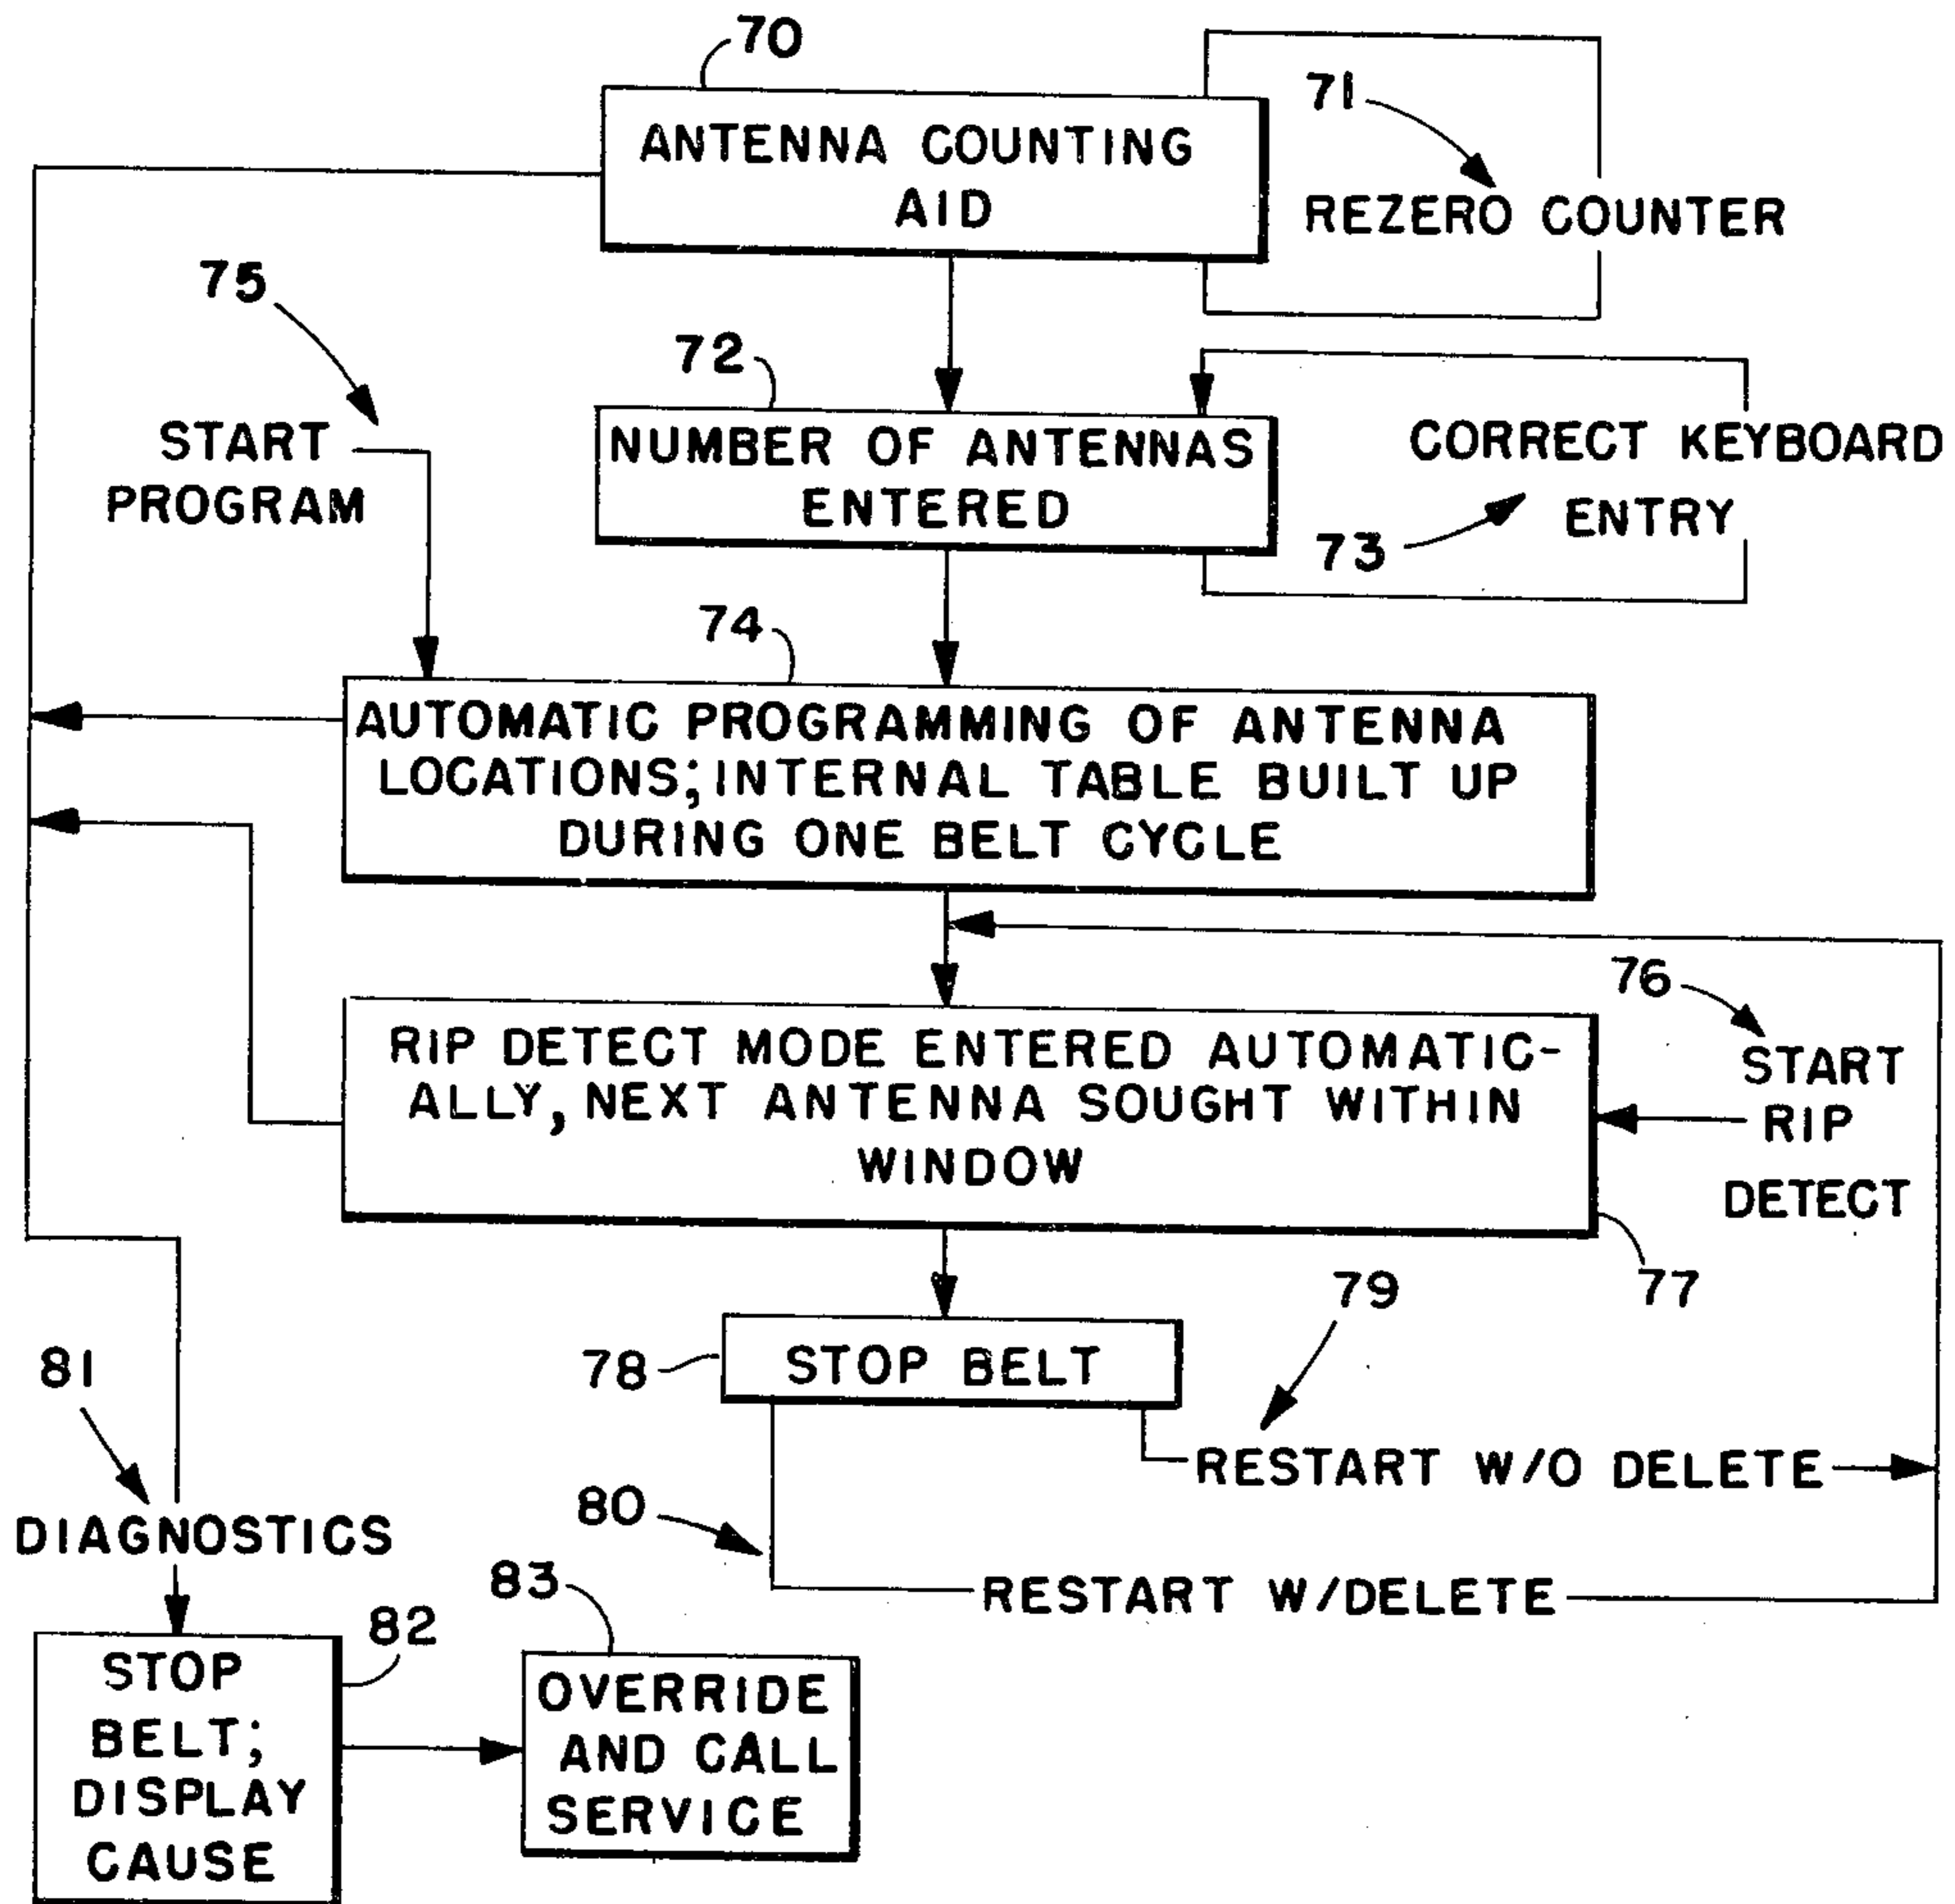 70
ANTENNA COUNTING
AID
71
REZERO COUNTER
75
START
PROGRAM
72
NUMBER OF ANTENNAS
ENTERED
CORRECT KEYBOARD
ENTRY
73
74
AUTOMATIC PROGRAMMING OF ANTENNA
LOCATIONS; INTERNAL TABLE BUILT UP
DURING ONE BELT CYCLE
76
START
RIP
DETECT
RIP DETECT MODE ENTERED AUTOMATIC-
ALLY, NEXT ANTENNA SOUGHT WITHIN
WINDOW
77
78
STOP BELT
79
RESTART W/O DELETE
80
RESTART W/DELETE
81
DIAGNOSTICS
82
STOP
BELT;
DISPLAY
CAUSE
83
OVERRIDE
AND CALL
SERVICE